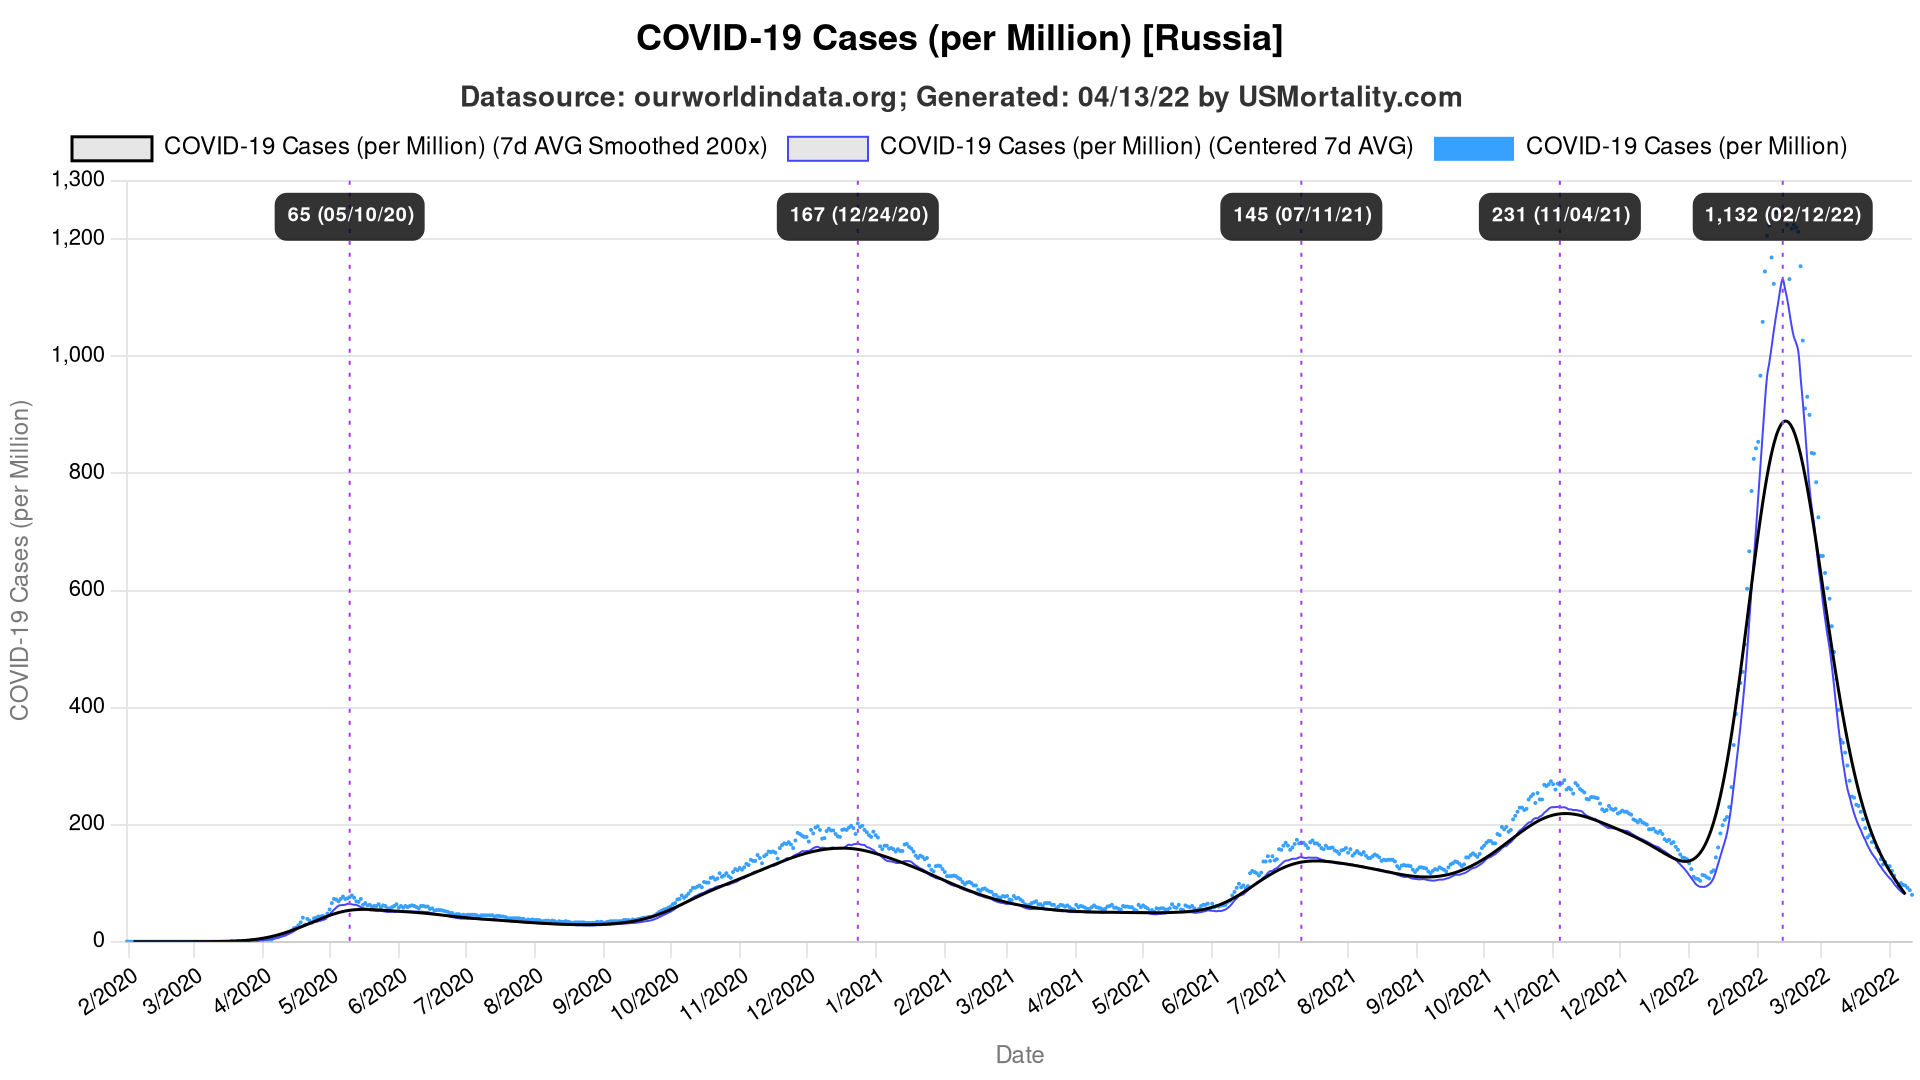 COVID-19 Cases (per Million) [Russia]
Datasource: ourworldindata.org; Generated: 04/13/22 by USMortality.com
COVID-19 Cases (per Million) (7d AVG Smoothed 200x) COVID-19 Cases (per Million) (Centered 7d AVG) COVID-19 Cases (per Million)
65 (05/10/20) 167 (12/24/20) 145 (07/11/21) 231 (11/04/21) 1,132 (02/12/22)
1,300
1,200
1,000
800
600
400
200
0
COVID-19 Cases (per Million)
2/2020 3/2020 4/2020 5/2020 6/2020 7/2020 8/2020 9/2020 10/2020 11/2020 12/2020 1/2021 2/2021 3/2021 4/2021 5/2021 6/2021 7/2021 8/2021 9/2021 10/2021 11/2021 12/2021 1/2022 2/2022 3/2022 4/2022
Date